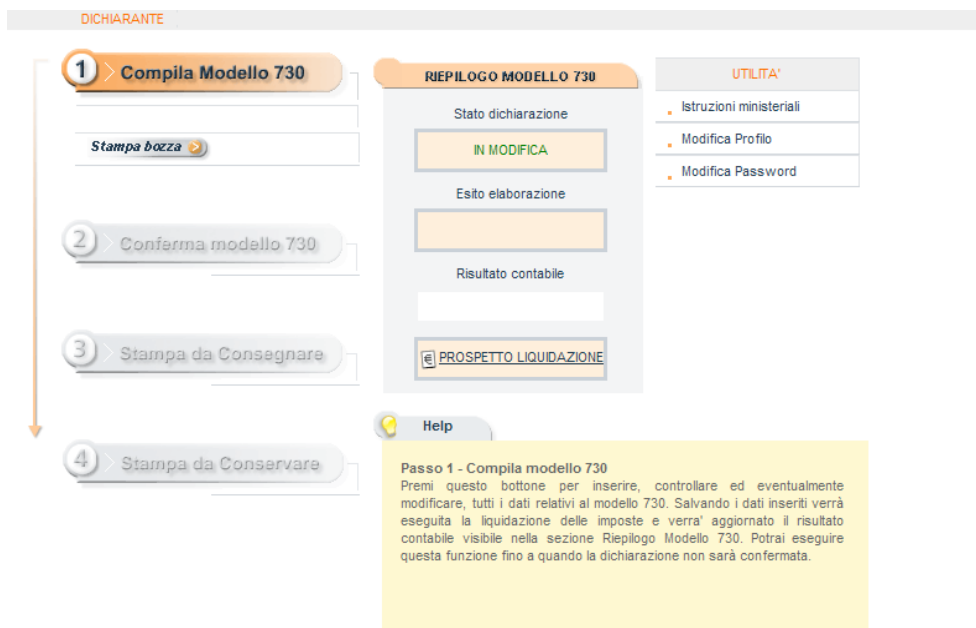 DICHIARANTE
1 Compila Modello 730
Stampa bozza
2 Conferma modello 730
3 Stampa da Consegnare
4 Stampa da Conservare
RIEPILOGO MODELLO 730
Stato dichiarazione
IN MODIFICA
Esito elaborazione
Risultato contabile
€ PROSPETTO LIQUIDAZIONE
UTILITA'
Istruzioni ministeriali
Modifica Profilo
Modifica Password
Help
Passo 1 - Compila modello 730
Premi questo bottone per inserire, controllare ed eventualmente
modificare, tutti i dati relativi al modello 730. Salvando i dati inseriti verrà
eseguita la liquidazione delle imposte e verra' aggiornato il risultato
contabile visibile nella sezione Riepilogo Modello 730. Potrai eseguire
questa funzione fino a quando la dichiarazione non sarà confermata.